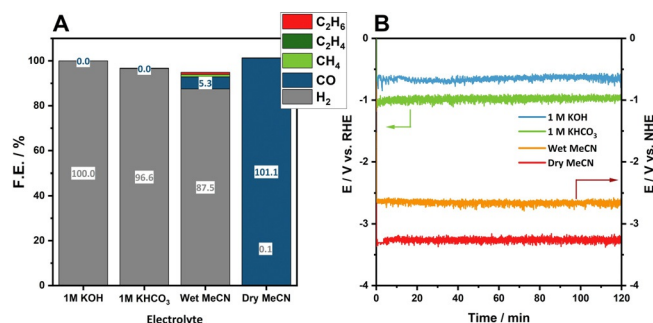 A
C₂H₆
C₂H₄
CH₄
CO
H₂
F.E. / %
100
80
60
40
20
0
0.0
0.0
5.3
100.0
96.6
87.5
101.1
0.1
1M KOH
1M KHCO₃
Wet MeCN
Dry MeCN
Electrolyte
B
E / V vs. RHE
0
-1
-2
-3
-4
1 M KOH
1 M KHCO₃
Wet MeCN
Dry MeCN
0
-1
-2
-3
-4
E / V vs. NHE
0
20
40
60
80
100
120
Time / min